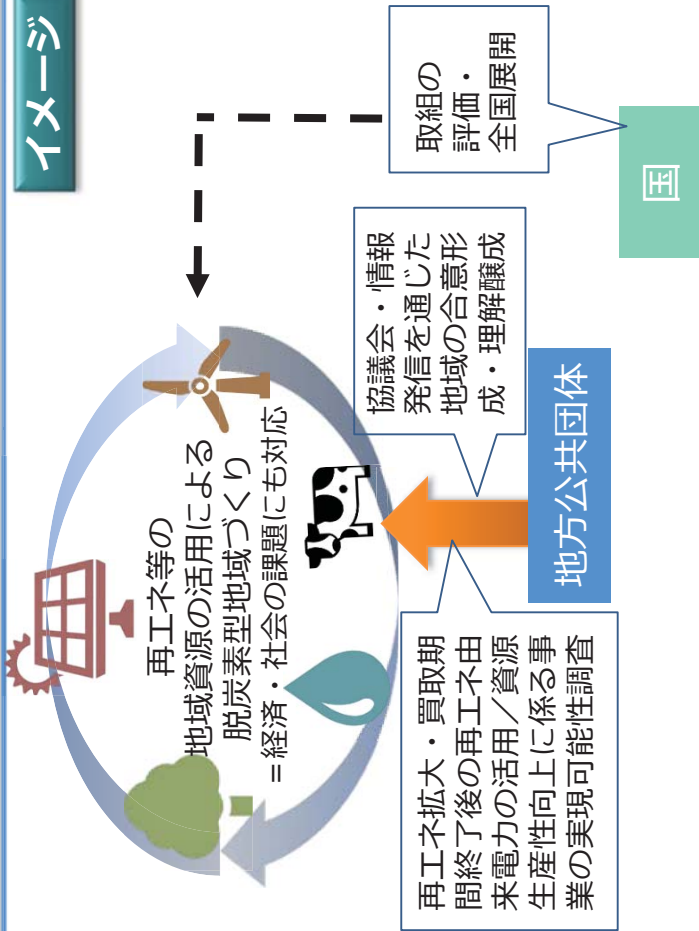 イメージ
再エネ等の
地域資源の活用による
脱炭素型地域づくり
=経済・社会の課題にも対応
再エネ拡大・買取期
間終了後の再エネ由
来電力の活用／資源
生産性向上に係る事
業の実現可能性調査
協議会・情報
発信を通じた
地域の合意形
成・理解醸成
取組の
評価・
全国展開
地方公共団体
国